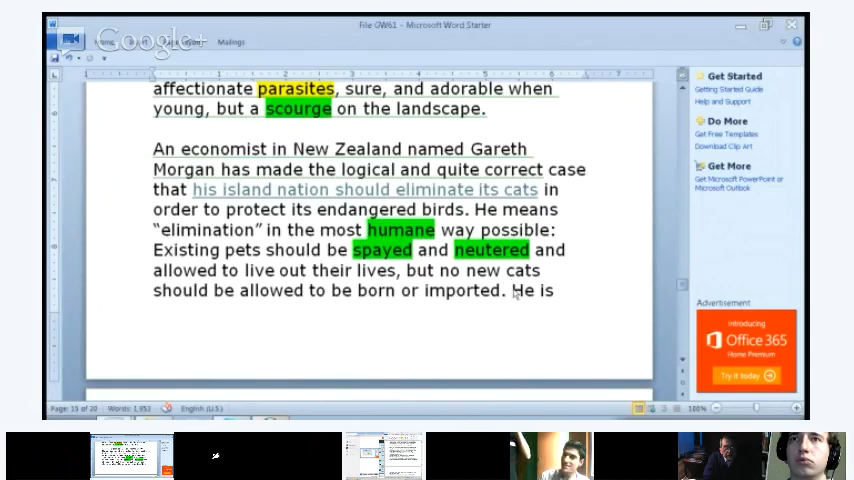 File GW61 - Microsoft Word Starter
Google+
Mailings
affectionate parasites, sure, and adorable when
young, but a scourge on the landscape.
An economist in New Zealand named Gareth
Morgan has made the logical and quite correct case
that his island nation should eliminate its cats in
order to protect its endangered birds. He means
“elimination” in the most humane way possible:
Existing pets should be spayed and neutered and
allowed to live out their lives, but no new cats
should be allowed to be born or imported. He is
Get Started
Getting Started Guide
Help and Support
Do More
Get Free Templates
Download Clip Art
Get More
Get Microsoft PowerPoint or
Microsoft Outlook
Advertisement
Introducing
Office 365
Home Premium
Try it today
Page: 15 of 20
Words: 1,953
English (U.S.)
100%